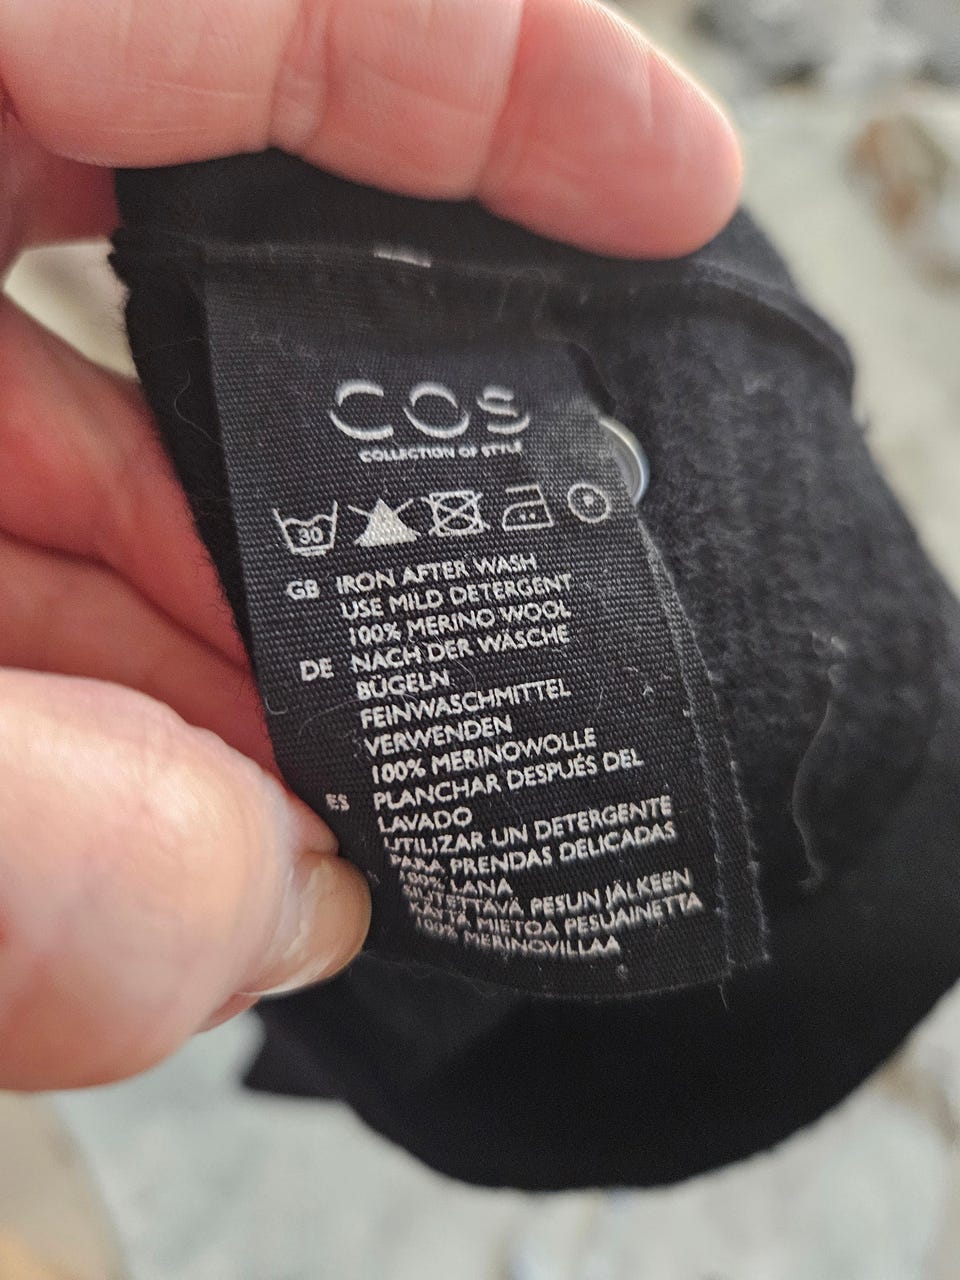 COS
COLLECTION OF STYLE
30
GB IRON AFTER WASH
USE MILD DETERGENT
100% MERINO WOOL
DE NACH DER WÄSCHE
BÜGELN
FEINWASCHMITTEL
VERWENDEN
100% MERINOWOLLE
ES PLANCHAR DESPUÉS DEL
LAVADO
UTILIZAR UN DETERGENTE
PARA PRENDAS DELICADAS
100% LANA
SILITETTÄVÄ PESUN JÄLKEEN
KÄYTÄ MIETOA PESUAINETTA
100% MERINOVILLAA